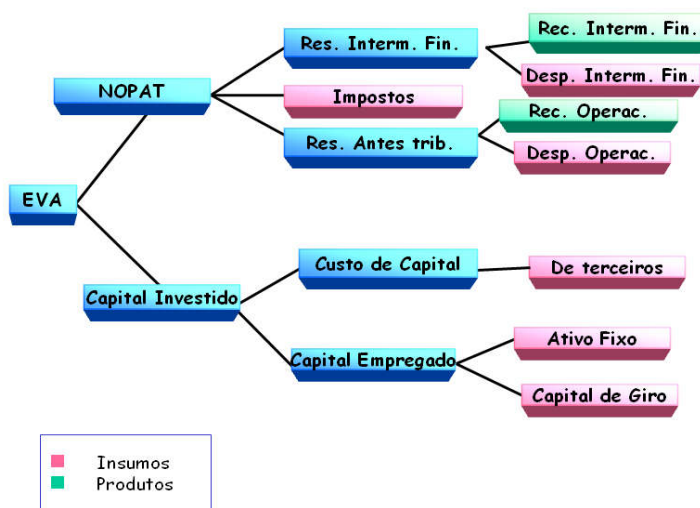 Rec. Interm. Fin.
Res. Interm. Fin.
Desp. Interm. Fin.
NOPAT
Impostos
Rec. Operac.
Res. Antes trib.
Desp. Operac.
EVA
Custo de Capital
De terceiros
Capital Investido
Ativo Fixo
Capital Empregado
Capital de Giro
Insumos
Produtos